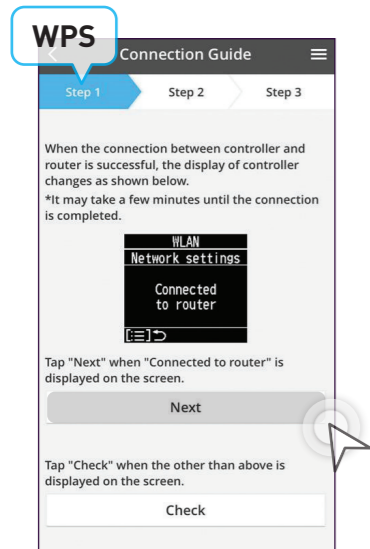 WPS
Connection Guide
Step 1
Step 2
Step 3
When the connection between controller and
router is successful, the display of controller
changes as shown below.
*It may take a few minutes until the connection
is completed.
WLAN
Network settings
Connected
to router
Tap "Next" when "Connected to router" is
displayed on the screen.
Next
Tap "Check" when the other than above is
displayed on the screen.
Check